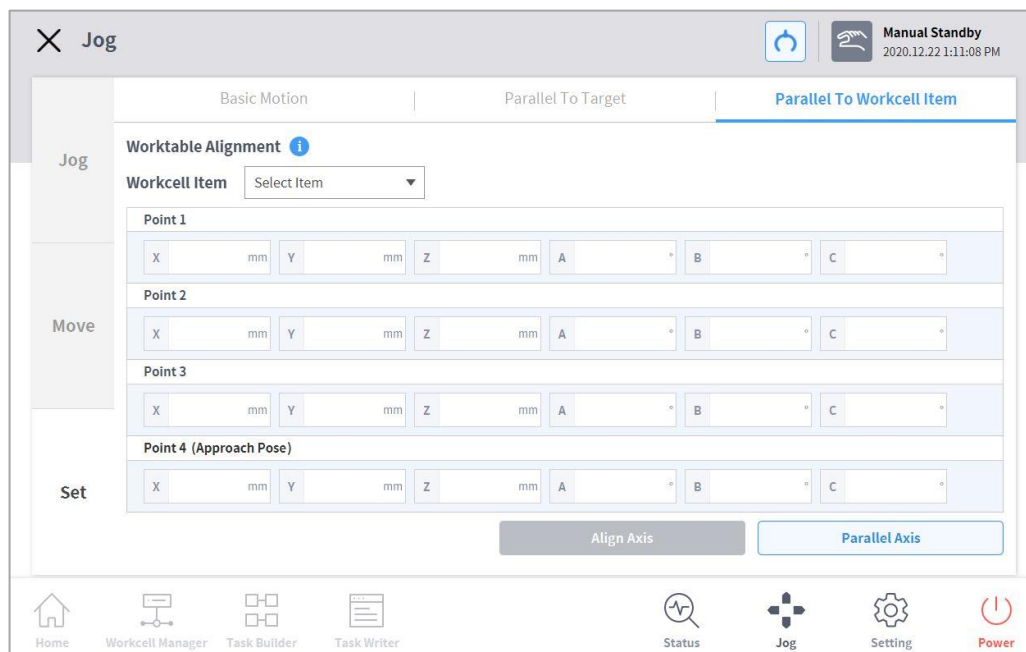 Jog
Manual Standby
2020.12.22 1:11:08 PM
Basic Motion
Parallel To Target
Parallel To Workcell Item
Jog
Move
Set
Worktable Alignment i
Workcell Item Select Item
Point 1
X mm Y mm Z mm A ° B ° C °
Point 2
X mm Y mm Z mm A ° B ° C °
Point 3
X mm Y mm Z mm A ° B ° C °
Point 4 (Approach Pose)
X mm Y mm Z mm A ° B ° C °
Align Axis
Parallel Axis
Home
Workcell Manager
Task Builder
Task Writer
Status
Jog
Setting
Power